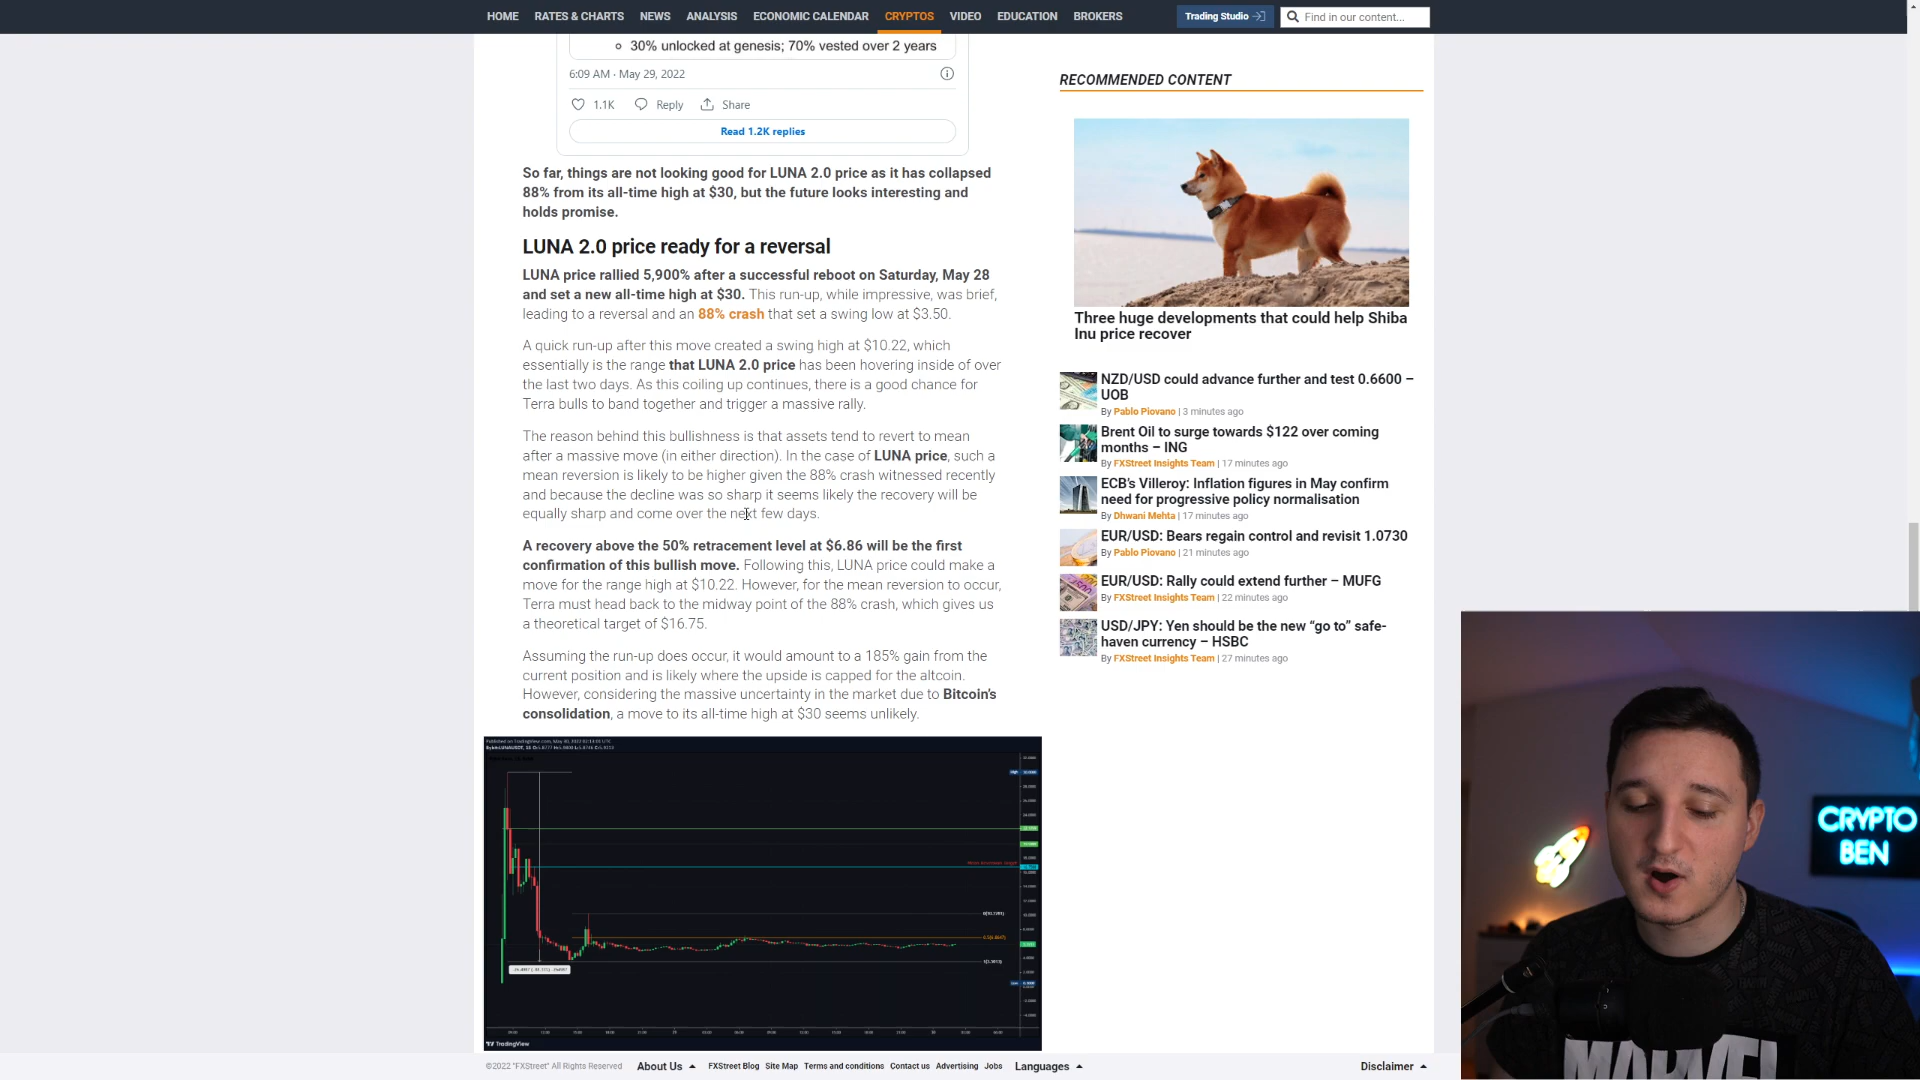 HOME RATES & CHARTS NEWS ANALYSIS ECONOMIC CALENDAR CRYPTOS VIDEO EDUCATION BROKERS Trading Studio Find in our content...
30% unlocked at genesis; 70% vested over 2 years
6:09 AM · May 29, 2022
1.1K Reply Share
Read 1.2K replies
So far, things are not looking good for LUNA 2.0 price as it has collapsed
88% from its all-time high at $30, but the future looks interesting and
holds promise.
LUNA 2.0 price ready for a reversal
LUNA price rallied 5,900% after a successful reboot on Saturday, May 28
and set a new all-time high at $30. This run-up, while impressive, was brief,
leading to a reversal and an 88% crash that set a swing low at $3.50.
A quick run-up after this move created a swing high at $10.22, which
essentially is the range that LUNA 2.0 price has been hovering inside of over
the last two days. As this coiling up continues, there is a good chance for
Terra bulls to band together and trigger a massive rally.
The reason behind this bullishness is that assets tend to revert to mean
after a massive move (in either direction). In the case of LUNA price, such a
mean reversion is likely to be higher given the 88% crash witnessed recently
and because the decline was so sharp it seems likely the recovery will be
equally sharp and come over the next few days.
A recovery above the 50% retracement level at $6.86 will be the first
confirmation of this bullish move. Following this, LUNA price could make a
move for the range high at $10.22. However, for the mean reversion to occur,
Terra must head back to the midway point of the 88% crash, which gives us
a theoretical target of $16.75.
Assuming the run-up does occur, it would amount to a 185% gain from the
current position and is likely where the upside is capped for the altcoin.
However, considering the massive uncertainty in the market due to Bitcoin's
consolidation, a move to its all-time high at $30 seems unlikely.
TradingView
RECOMMENDED CONTENT
Three huge developments that could help Shiba
Inu price recover
NZD/USD could advance further and test 0.6600 –
UOB
By Pablo Piovano | 3 minutes ago
Brent Oil to surge towards $122 over coming
months – ING
By FXStreet Insights Team | 17 minutes ago
ECB's Villeroy: Inflation figures in May confirm
need for progressive policy normalisation
By Dhwani Mehta | 17 minutes ago
EUR/USD: Bears regain control and revisit 1.0730
By Pablo Piovano | 21 minutes ago
EUR/USD: Rally could extend further – MUFG
By FXStreet Insights Team | 22 minutes ago
USD/JPY: Yen should be the new “go to” safe-
haven currency – HSBC
By FXStreet Insights Team | 27 minutes ago
CRYPTO
BEN
MARVEL
©2022 "FXStreet" All Rights Reserved About Us FXStreet Blog Site Map Terms and conditions Contact us Advertising Jobs Languages Disclaimer